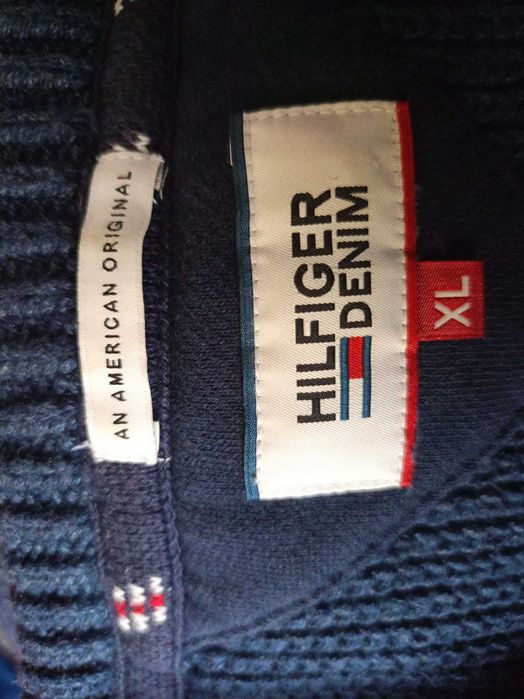 AN AMERICAN ORIGINAL
HILFIGER
DENIM
XL